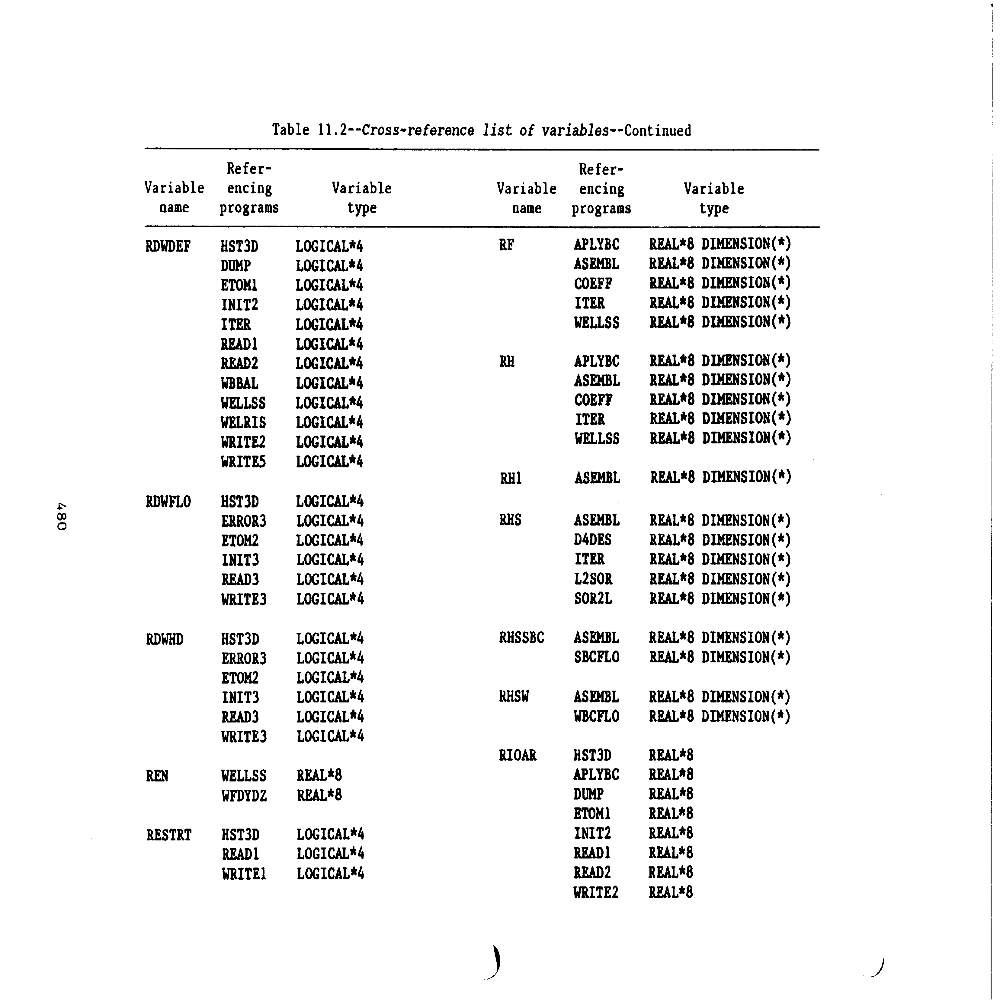 Table 11.2--Cross-reference list of variables--Continued
Variable name Refer-encing programs Variable type
RDWDEF HST3D LOGICAL*4
DUMP LOGICAL*4
ETOM1 LOGICAL*4
INIT2 LOGICAL*4
ITER LOGICAL*4
READ1 LOGICAL*4
READ2 LOGICAL*4
WBBAL LOGICAL*4
WELLSS LOGICAL*4
WELRIS LOGICAL*4
WRITE2 LOGICAL*4
WRITE5 LOGICAL*4
RDWFLO HST3D LOGICAL*4
ERROR3 LOGICAL*4
ETOM2 LOGICAL*4
INIT3 LOGICAL*4
READ3 LOGICAL*4
WRITE3 LOGICAL*4
RDWHD HST3D LOGICAL*4
ERROR3 LOGICAL*4
ETOM2 LOGICAL*4
INIT3 LOGICAL*4
READ3 LOGICAL*4
WRITE3 LOGICAL*4
REN WELLSS REAL*8
WFDYDZ REAL*8
RESTRT HST3D LOGICAL*4
READ1 LOGICAL*4
WRITE1 LOGICAL*4
Variable name Refer-encing programs Variable type
RF APLYBC REAL*8 DIMENSION(*)
ASEMBL REAL*8 DIMENSION(*)
COEFF REAL*8 DIMENSION(*)
ITER REAL*8 DIMENSION(*)
WELLSS REAL*8 DIMENSION(*)
RH APLYBC REAL*8 DIMENSION(*)
ASEMBL REAL*8 DIMENSION(*)
COEFF REAL*8 DIMENSION(*)
ITER REAL*8 DIMENSION(*)
WELLSS REAL*8 DIMENSION(*)
RH1 ASEMBL REAL*8 DIMENSION(*)
RHS ASEMBL REAL*8 DIMENSION(*)
D4DES REAL*8 DIMENSION(*)
ITER REAL*8 DIMENSION(*)
L2SOR REAL*8 DIMENSION(*)
SOR2L REAL*8 DIMENSION(*)
RHSSBC ASEMBL REAL*8 DIMENSION(*)
SBCFLO REAL*8 DIMENSION(*)
RHSW ASEMBL REAL*8 DIMENSION(*)
WBCFLO REAL*8 DIMENSION(*)
RIOAR HST3D REAL*8
APLYBC REAL*8
DUMP REAL*8
ETOM1 REAL*8
INIT2 REAL*8
READ1 REAL*8
READ2 REAL*8
WRITE2 REAL*8
480